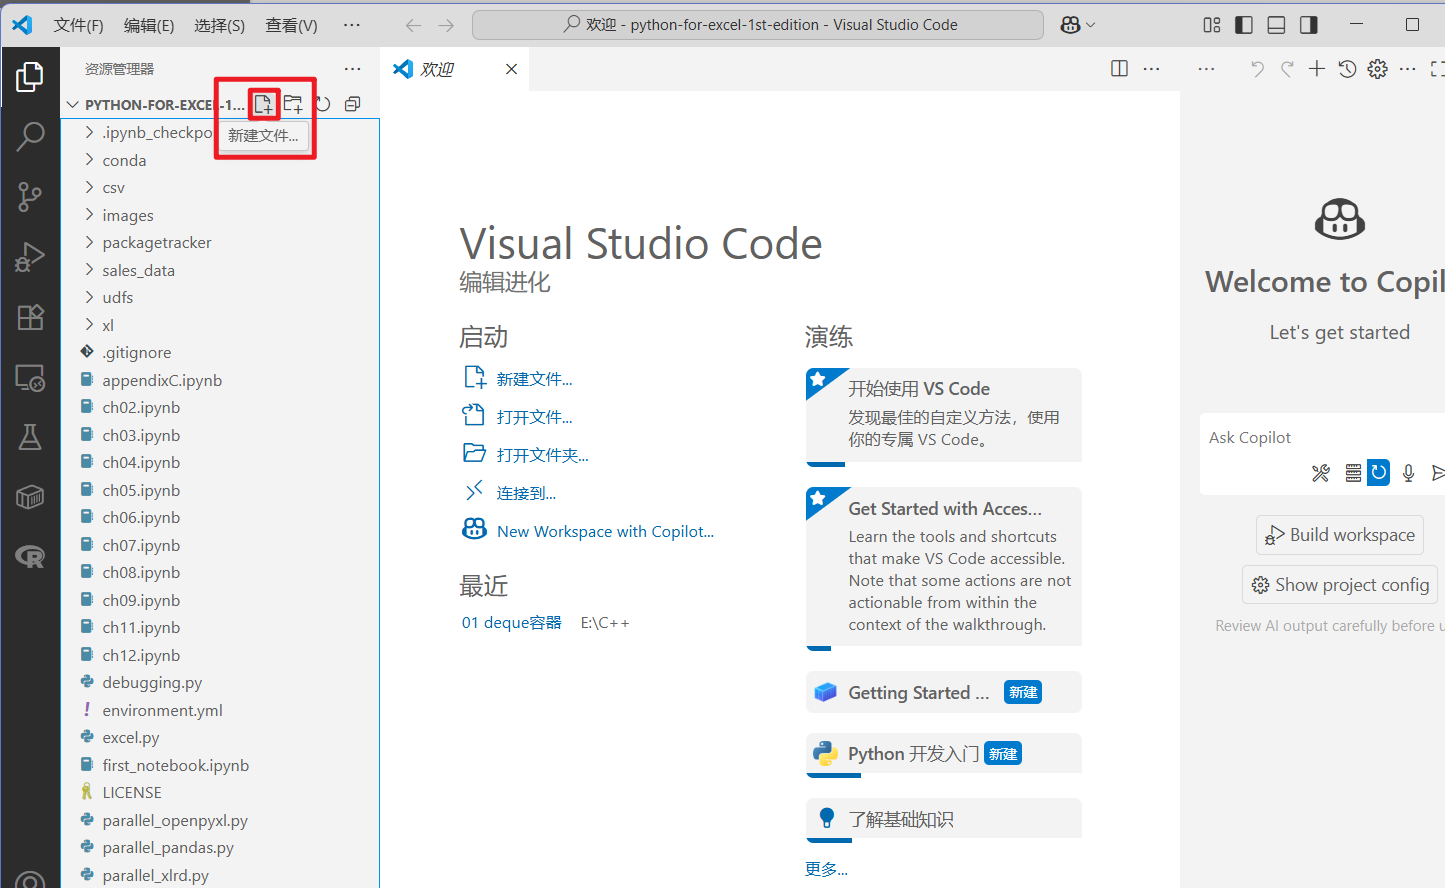 文件(F) 编辑(E) 选择(S) 查看(V) ··· 欢迎 - python-for-excel-1st-edition - Visual Studio Code
资源管理器
欢迎
PYTHON-FOR-EXCEL-1...
新建文件...
.ipynb_checkpo
conda
csv
images
packagetracker
sales_data
udfs
xl
.gitignore
appendixC.ipynb
ch02.ipynb
ch03.ipynb
ch04.ipynb
ch05.ipynb
ch06.ipynb
ch07.ipynb
ch08.ipynb
ch09.ipynb
ch11.ipynb
ch12.ipynb
debugging.py
environment.yml
excel.py
first_notebook.ipynb
LICENSE
parallel_openpyxl.py
parallel_pandas.py
parallel_xlrd.py
Visual Studio Code
编辑进化
启动
新建文件...
打开文件...
打开文件夹...
连接到...
New Workspace with Copilot...
最近
01 deque容器 E:\C++
演练
开始使用 VS Code
发现最佳的自定义方法，使用
你的专属 VS Code。
Get Started with Acces...
Learn the tools and shortcuts
that make VS Code accessible.
Note that some actions are not
actionable from within the
context of the walkthrough.
Getting Started ... 新建
Python 开发入门 新建
了解基础知识
更多...
Welcome to Copil
Let's get started
Ask Copilot
Build workspace
Show project config
Review AI output carefully before u